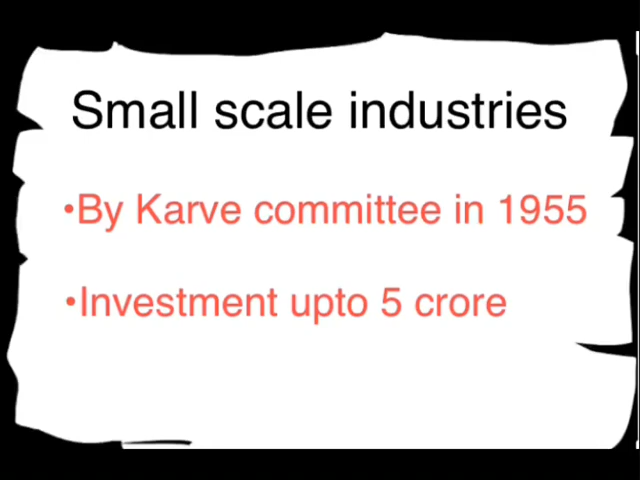 Small scale industries
•By Karve committee in 1955
•Investment upto 5 crore